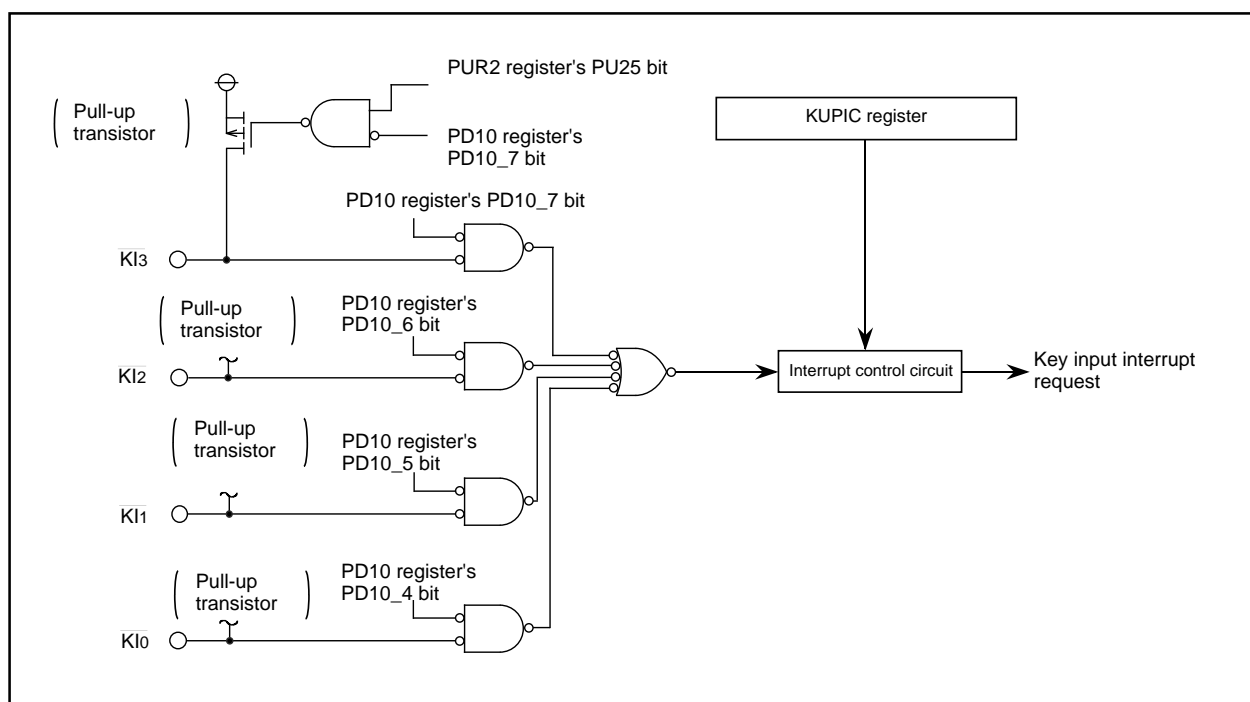 PUR2 register's PU25 bit
Pull-up
transistor
KUPIC register
PD10 register's
PD10_7 bit
PD10 register's PD10_7 bit
KI3
Pull-up
transistor
PD10 register's
PD10_6 bit
KI2
Interrupt control circuit
Key input interrupt
request
Pull-up
transistor
PD10 register's
PD10_5 bit
KI1
Pull-up
transistor
PD10 register's
PD10_4 bit
KI0